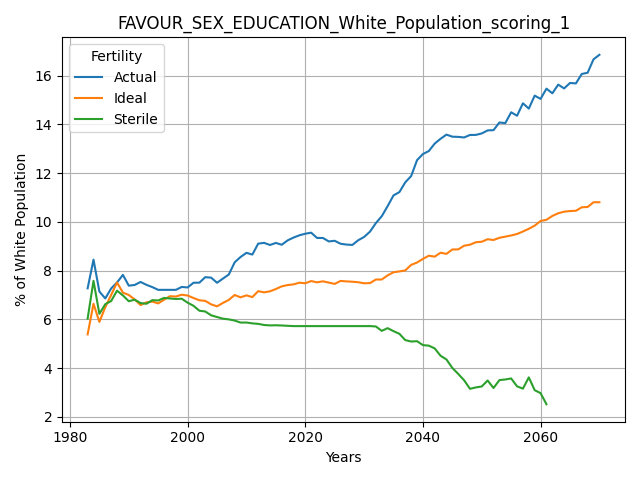 FAVOUR_SEX_EDUCATION_White_Population_scoring_1
Fertility
Actual
Ideal
Sterile
% of White Population
16
14
12
10
8
6
4
2
1980
2000
2020
2040
2060
Years